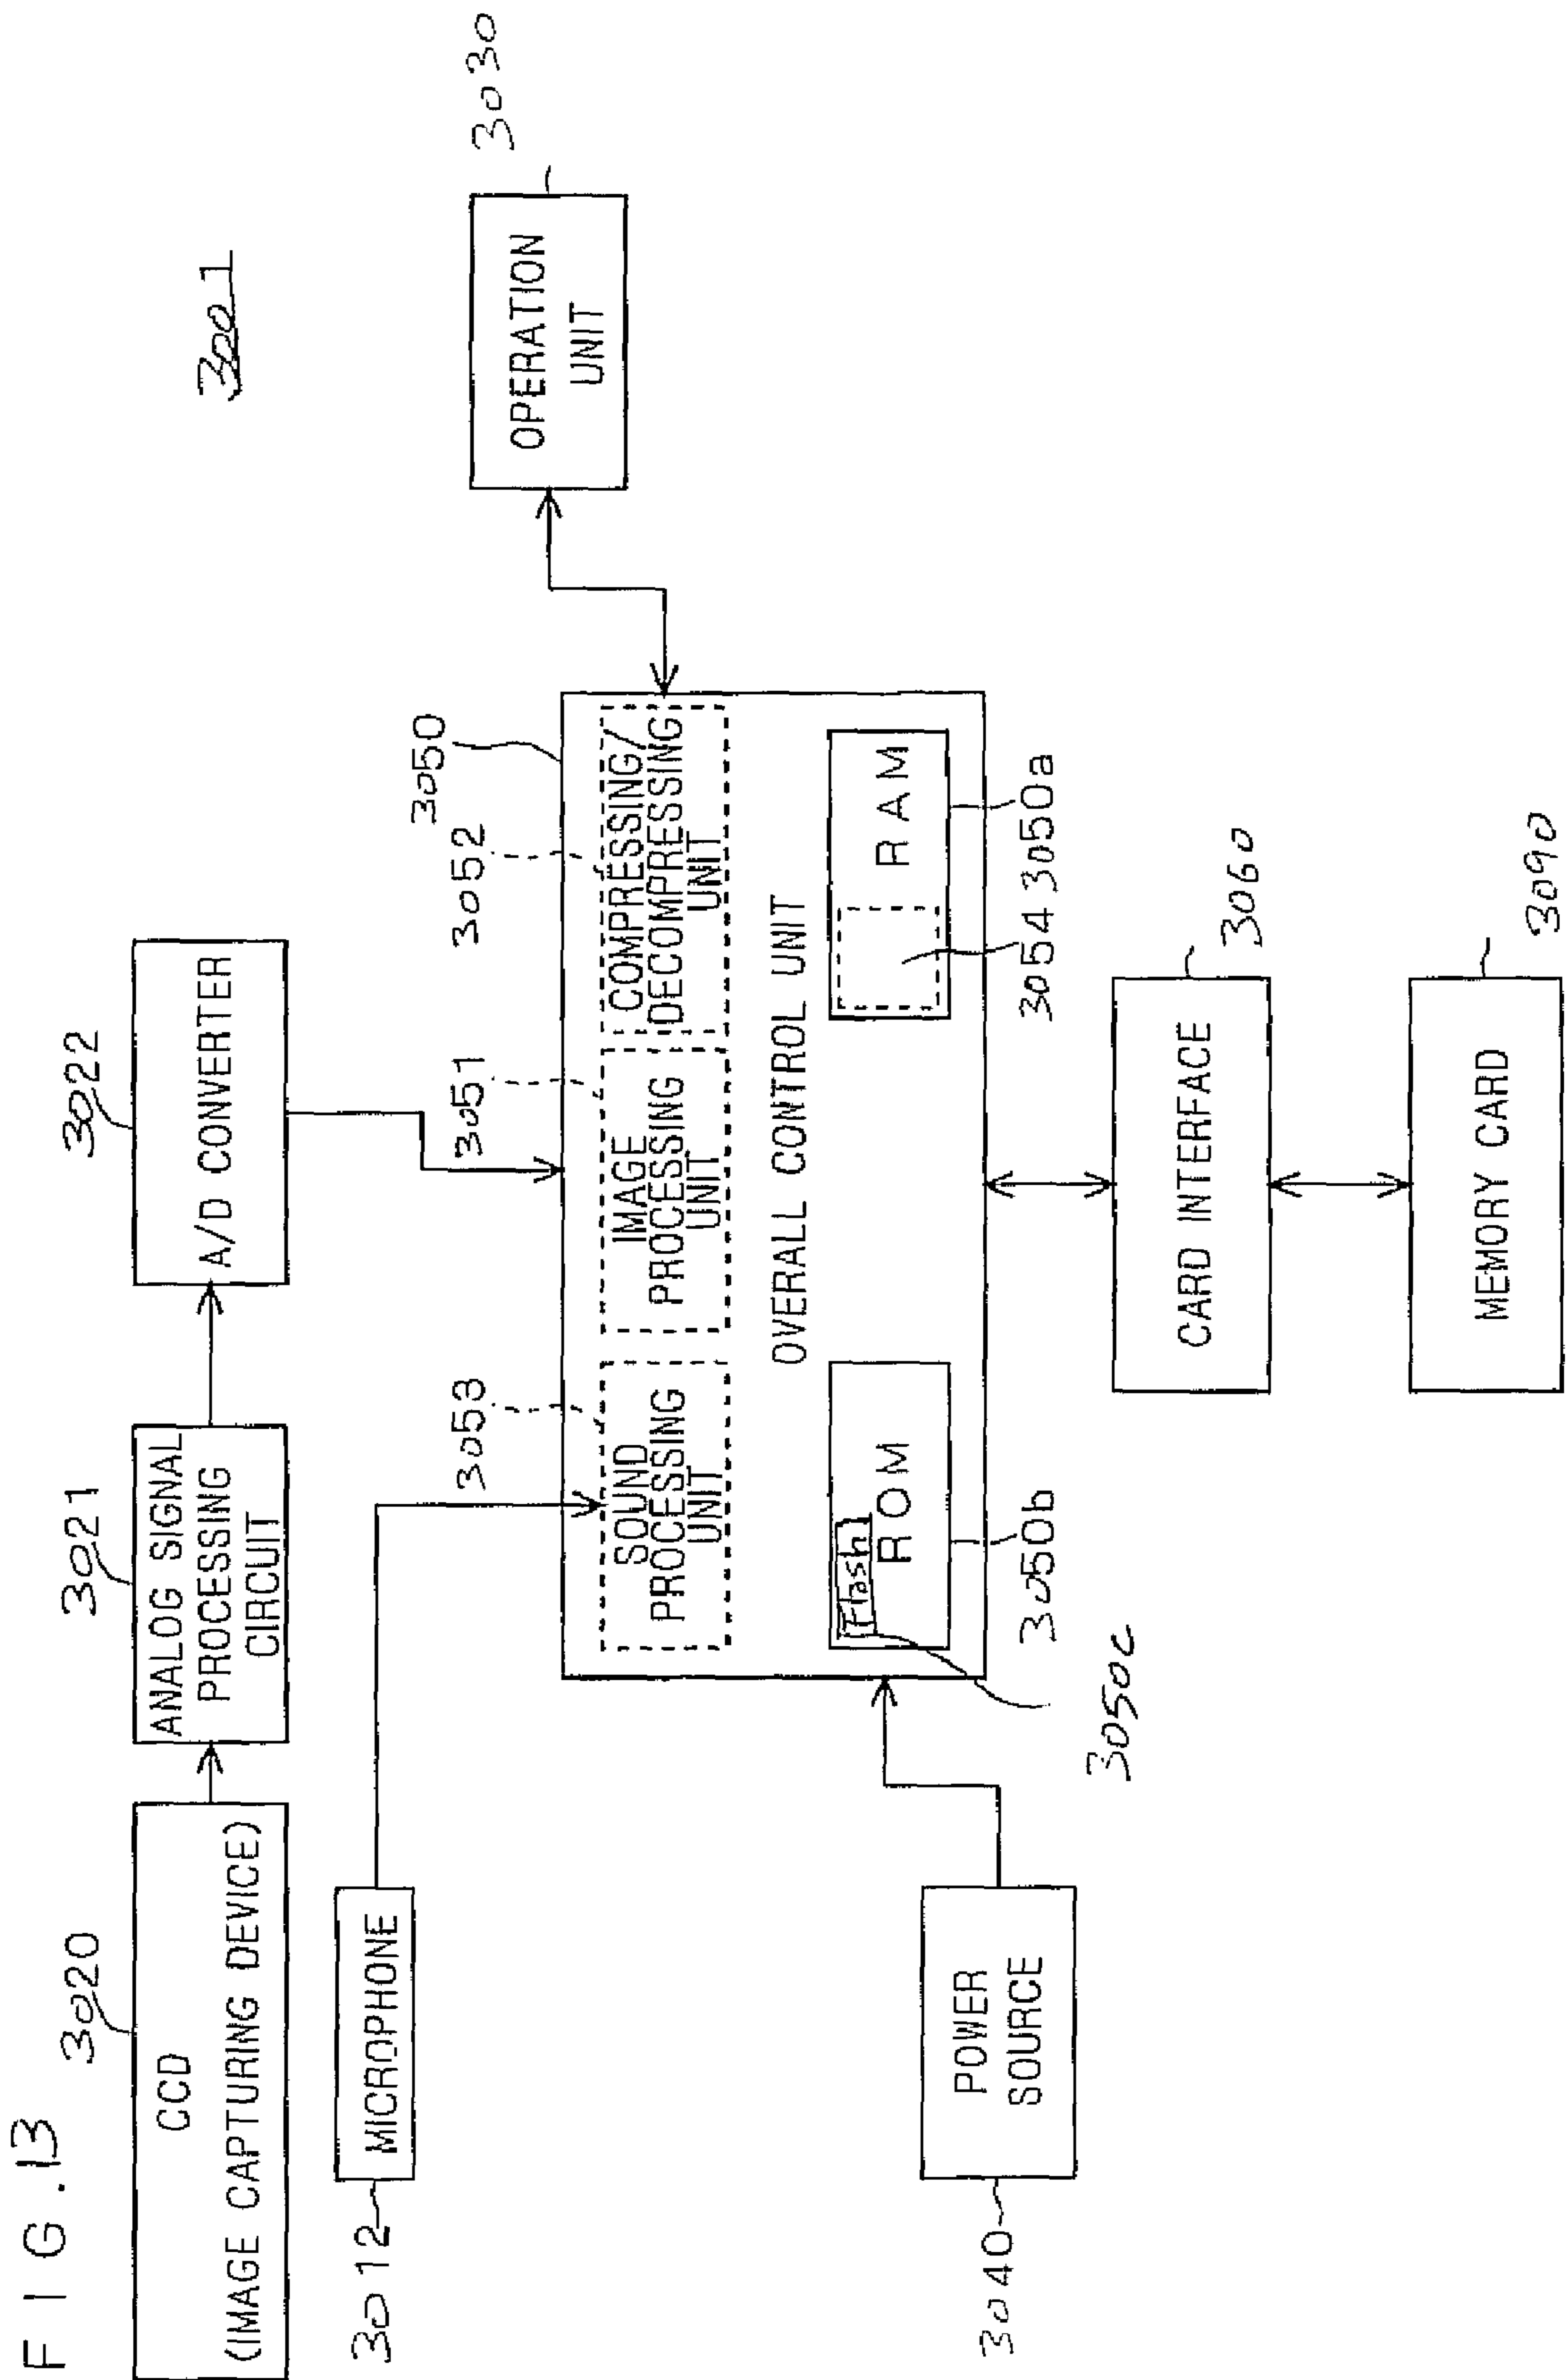 FIG.13
3001
3020
CCD
(IMAGE CAPTURING DEVICE)
3021
ANALOG SIGNAL
PROCESSING
CIRCUIT
3022
A/D CONVERTER
3012
MICROPHONE
3030
OPERATION
UNIT
3050
3053
SOUND
PROCESSING
UNIT
3051
IMAGE
PROCESSING
UNIT
3052
COMPRESSING/
DECOMPRESSING
UNIT
OVERALL CONTROL UNIT
Flash
ROM
3050b
3050c
RAM
3054
3050a
3040
POWER
SOURCE
CARD INTERFACE
3060
MEMORY CARD
3090